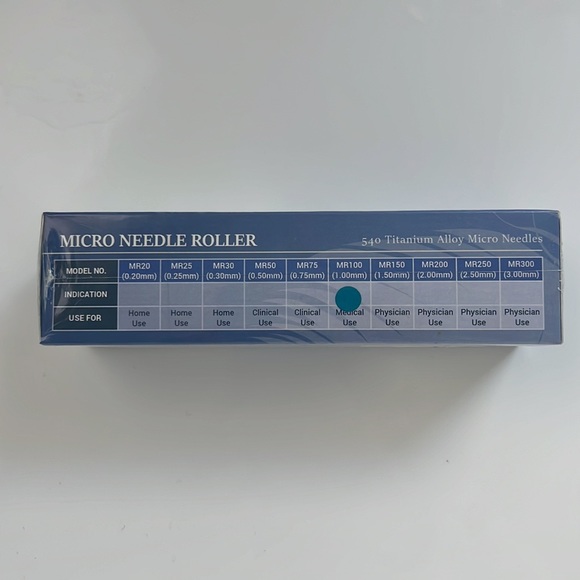 MICRO NEEDLE ROLLER
540 Titanium Alloy Micro Needles
MODEL NO. MR20 MR25 MR30 MR50 MR75 MR100 MR150 MR200 MR250 MR300
(0.20mm) (0.25mm) (0.30mm) (0.50mm) (0.75mm) (1.00mm) (1.50mm) (2.00mm) (2.50mm) (3.00mm)
INDICATION
USE FOR Home Home Home Clinical Clinical Medical Physician Physician Physician Physician
Use Use Use Use Use Use Use Use Use Use